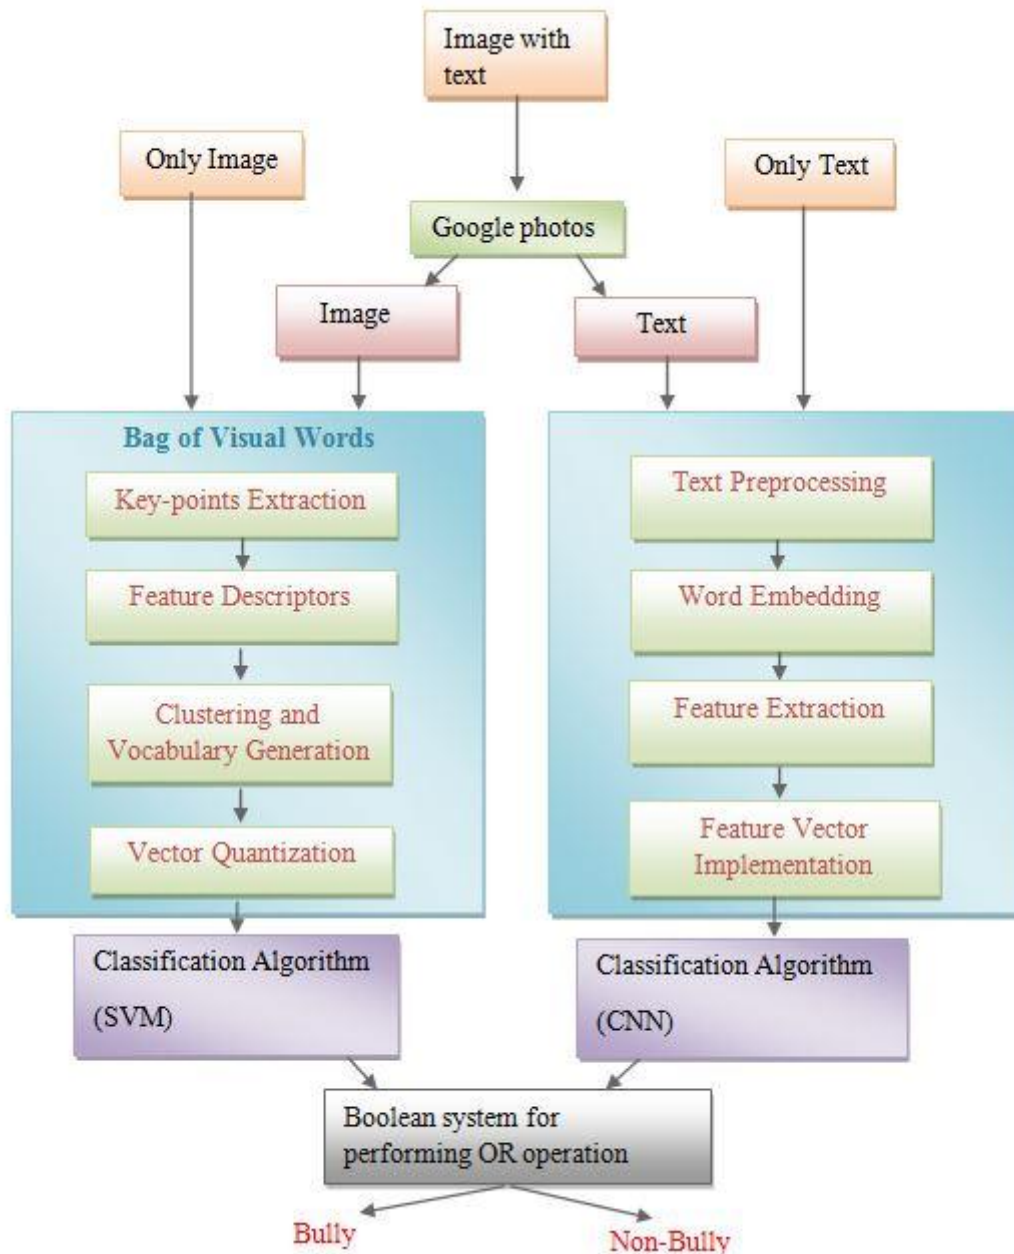 Image with
text
Only Image
Only Text
Google photos
Image
Text
Bag of Visual Words
Key-points Extraction
Feature Descriptors
Clustering and
Vocabulary Generation
Vector Quantization
Text Preprocessing
Word Embedding
Feature Extraction
Feature Vector
Implementation
Classification Algorithm
(SVM)
Classification Algorithm
(CNN)
Boolean system for
performing OR operation
Bully
Non-Bully